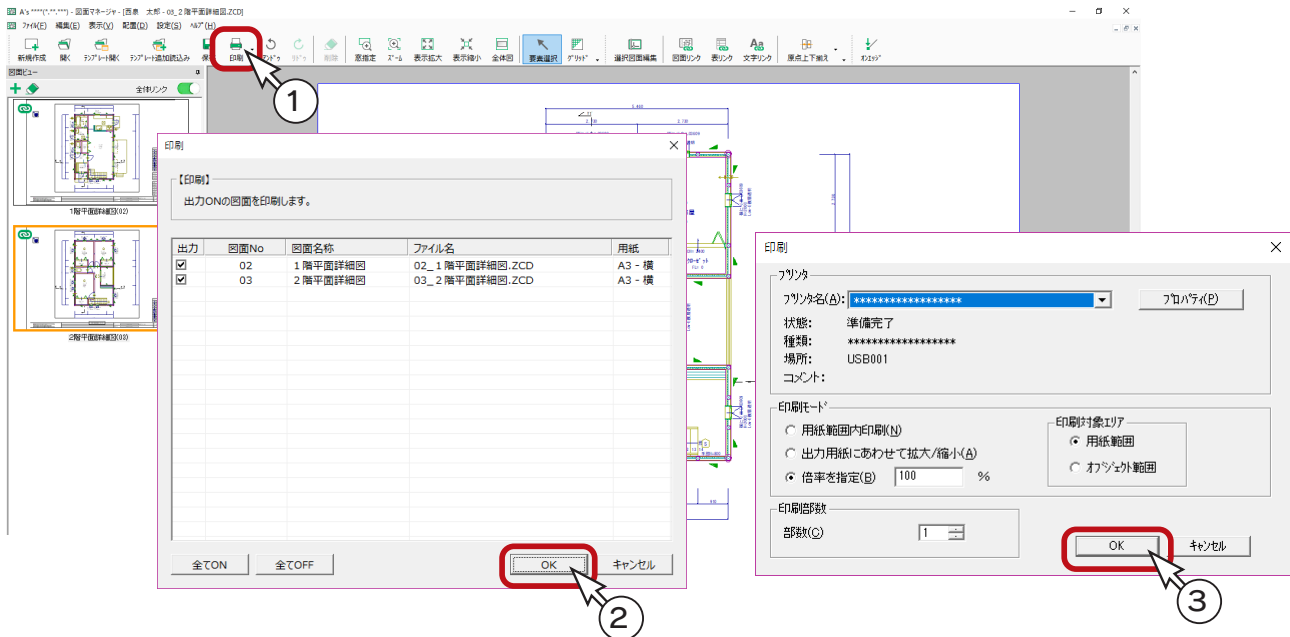 A's ****(*.**.***) - 図面マネージャ - [西泉 太郎 - 03_２階平面詳細図.ZCD]
ﾌｧｲﾙ(F) 編集(E) 表示(V) 配置(D) 設定(S) ﾍﾙﾌﾟ(H)
新規作成 開く ﾃﾝﾌﾟﾚｰﾄ開く ﾃﾝﾌﾟﾚｰﾄ追加読込み 印刷 削除 窓指定 ｽﾞｰﾑ 表示拡大 表示縮小 全体図 要素選択 ｸﾞﾘｯﾄﾞ 選択図面編集 図面リンク 表リンク 文字リンク 原点上下揃え ｵﾝｴｯｼﾞ
図面ビュー
全体リンク
1階平面詳細図(02)
2階平面詳細図(03)
①
印刷
【印刷】
出力ONの図面を印刷します。
出力 図面No 図面名称 ファイル名 用紙
02 １階平面詳細図 02_１階平面詳細図.ZCD A3 - 横
03 ２階平面詳細図 03_２階平面詳細図.ZCD A3 - 横
全てON 全てOFF OK キャンセル
②
印刷
ﾌﾟﾘﾝﾀ
ﾌﾟﾘﾝﾀ名(A): ****************** ﾌﾟﾛﾊﾟﾃｨ(P)
状態: 準備完了
種類: ******************
場所: USB001
コメント:
印刷ﾓｰﾄﾞ
用紙範囲内印刷(N)
出力用紙にあわせて拡大/縮小(A)
倍率を指定(B) 100 %
印刷対象ｴﾘｱ
用紙範囲
ｵﾌﾞｼﾞｪｸﾄ範囲
印刷部数
部数(C) 1
OK ｷｬﾝｾﾙ
③